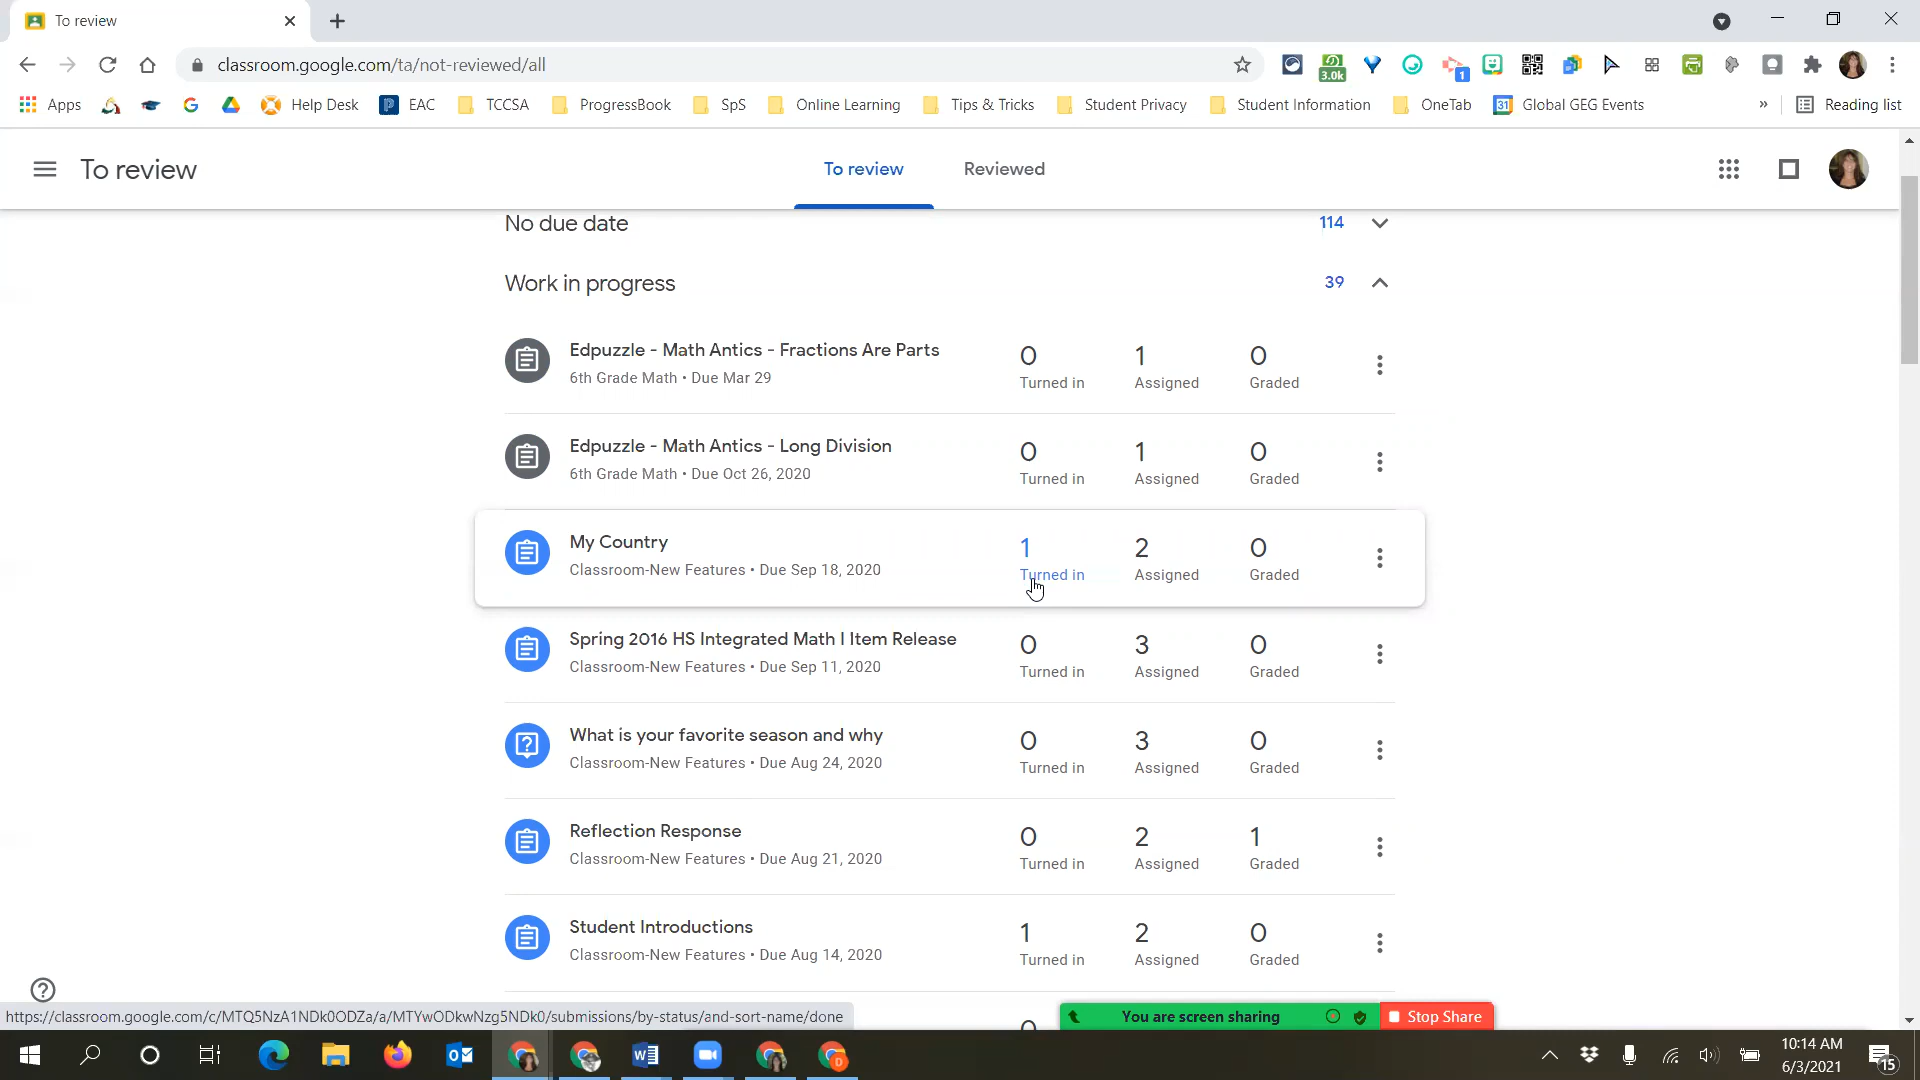 To review
classroom.google.com/ta/not-reviewed/all
3.0k
1
Apps
Help Desk
EAC
TCCSA
ProgressBook
SpS
Online Learning
Tips & Tricks
Student Privacy
Student Information
OneTab
31
Global GEG Events
»
Reading list
To review
To review
Reviewed
No due date
114
Work in progress
39
Edpuzzle - Math Antics - Fractions Are Parts
6th Grade Math • Due Mar 29
0 1 0
Turned in Assigned Graded
Edpuzzle - Math Antics - Long Division
6th Grade Math • Due Oct 26, 2020
0 1 0
Turned in Assigned Graded
My Country
Classroom-New Features • Due Sep 18, 2020
1 2 0
Turned in Assigned Graded
Spring 2016 HS Integrated Math I Item Release
Classroom-New Features • Due Sep 11, 2020
0 3 0
Turned in Assigned Graded
What is your favorite season and why
Classroom-New Features • Due Aug 24, 2020
0 3 0
Turned in Assigned Graded
Reflection Response
Classroom-New Features • Due Aug 21, 2020
0 2 1
Turned in Assigned Graded
Student Introductions
Classroom-New Features • Due Aug 14, 2020
1 2 0
Turned in Assigned Graded
https://classroom.google.com/c/MTQ5NzA1NDk0ODZa/a/MTYwODkwNzg5NDk0/submissions/by-status/and-sort-name/done
You are screen sharing
Stop Share
10:14 AM
6/3/2021
15